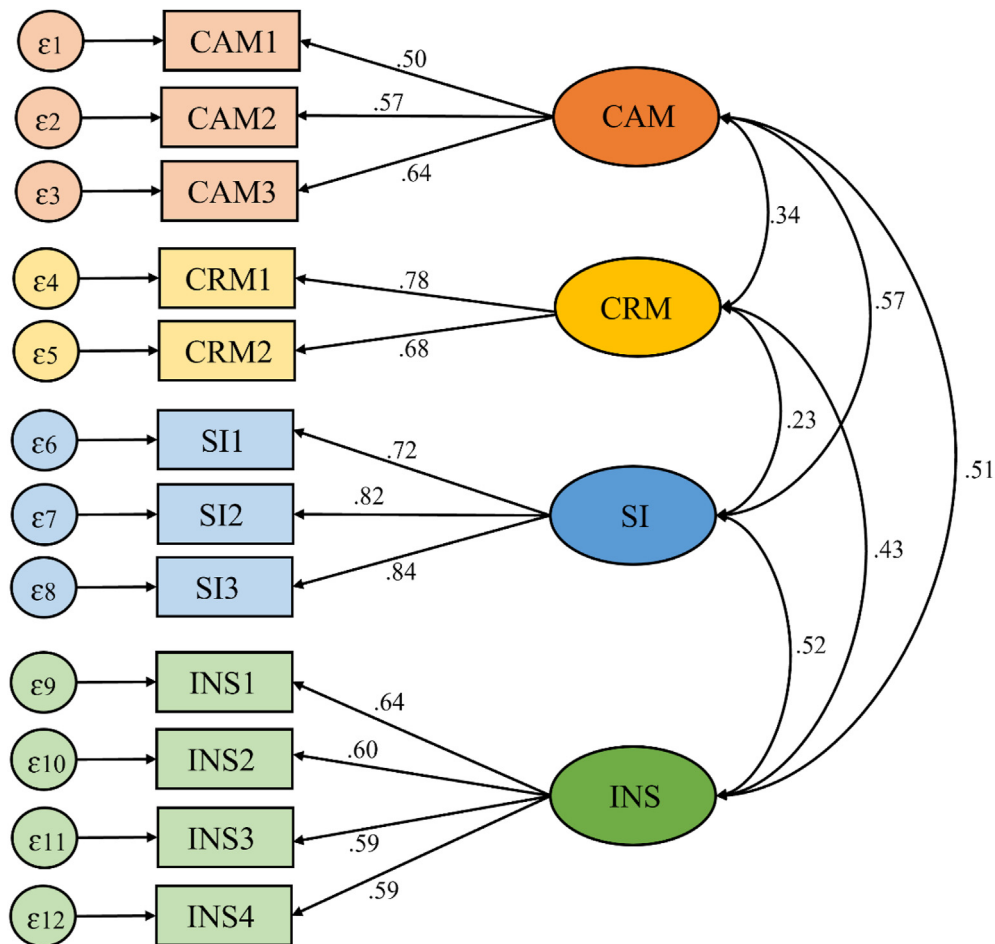 ε1
CAM1
.50
ε2
CAM2
.57
CAM
ε3
CAM3
.64
.34
ε4
CRM1
.78
CRM
.57
ε5
CRM2
.68
ε6
SI1
.72
.23
.51
ε7
SI2
.82
SI
.43
ε8
SI3
.84
.52
ε9
INS1
.64
ε10
INS2
.60
INS
ε11
INS3
.59
ε12
INS4
.59